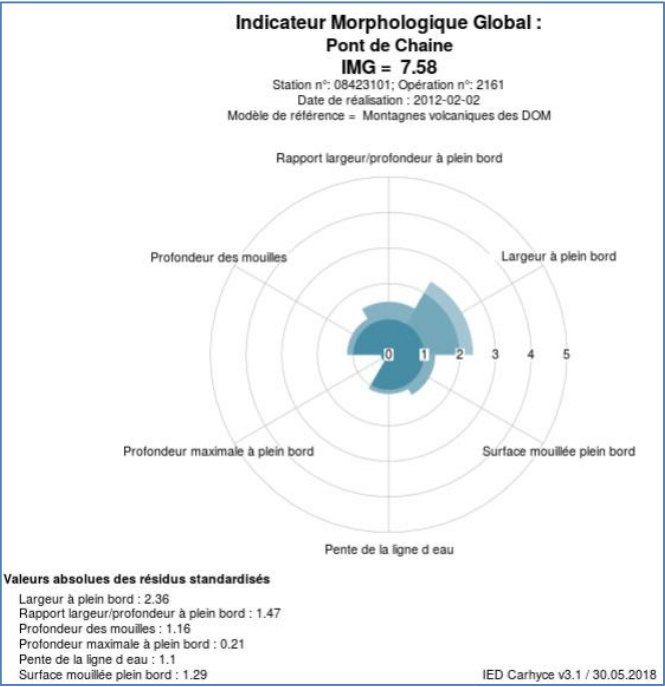 Indicateur Morphologique Global :
Pont de Chaine
IMG = 7.58
Station n°: 08423101; Opération n°: 2161
Date de réalisation : 2012-02-02
Modèle de référence = Montagnes volcaniques des DOM
Rapport largeur/profondeur à plein bord
Profondeur des mouilles
Largeur à plein bord
0 1 2 3 4 5
Profondeur maximale à plein bord
Surface mouillée plein bord
Pente de la ligne d eau
Valeurs absolues des résidus standardisés
Largeur à plein bord : 2.36
Rapport largeur/profondeur à plein bord : 1.47
Profondeur des mouilles : 1.16
Profondeur maximale à plein bord : 0.21
Pente de la ligne d eau : 1.1
Surface mouillée plein bord : 1.29
IED Carhyce v3.1 / 30.05.2018